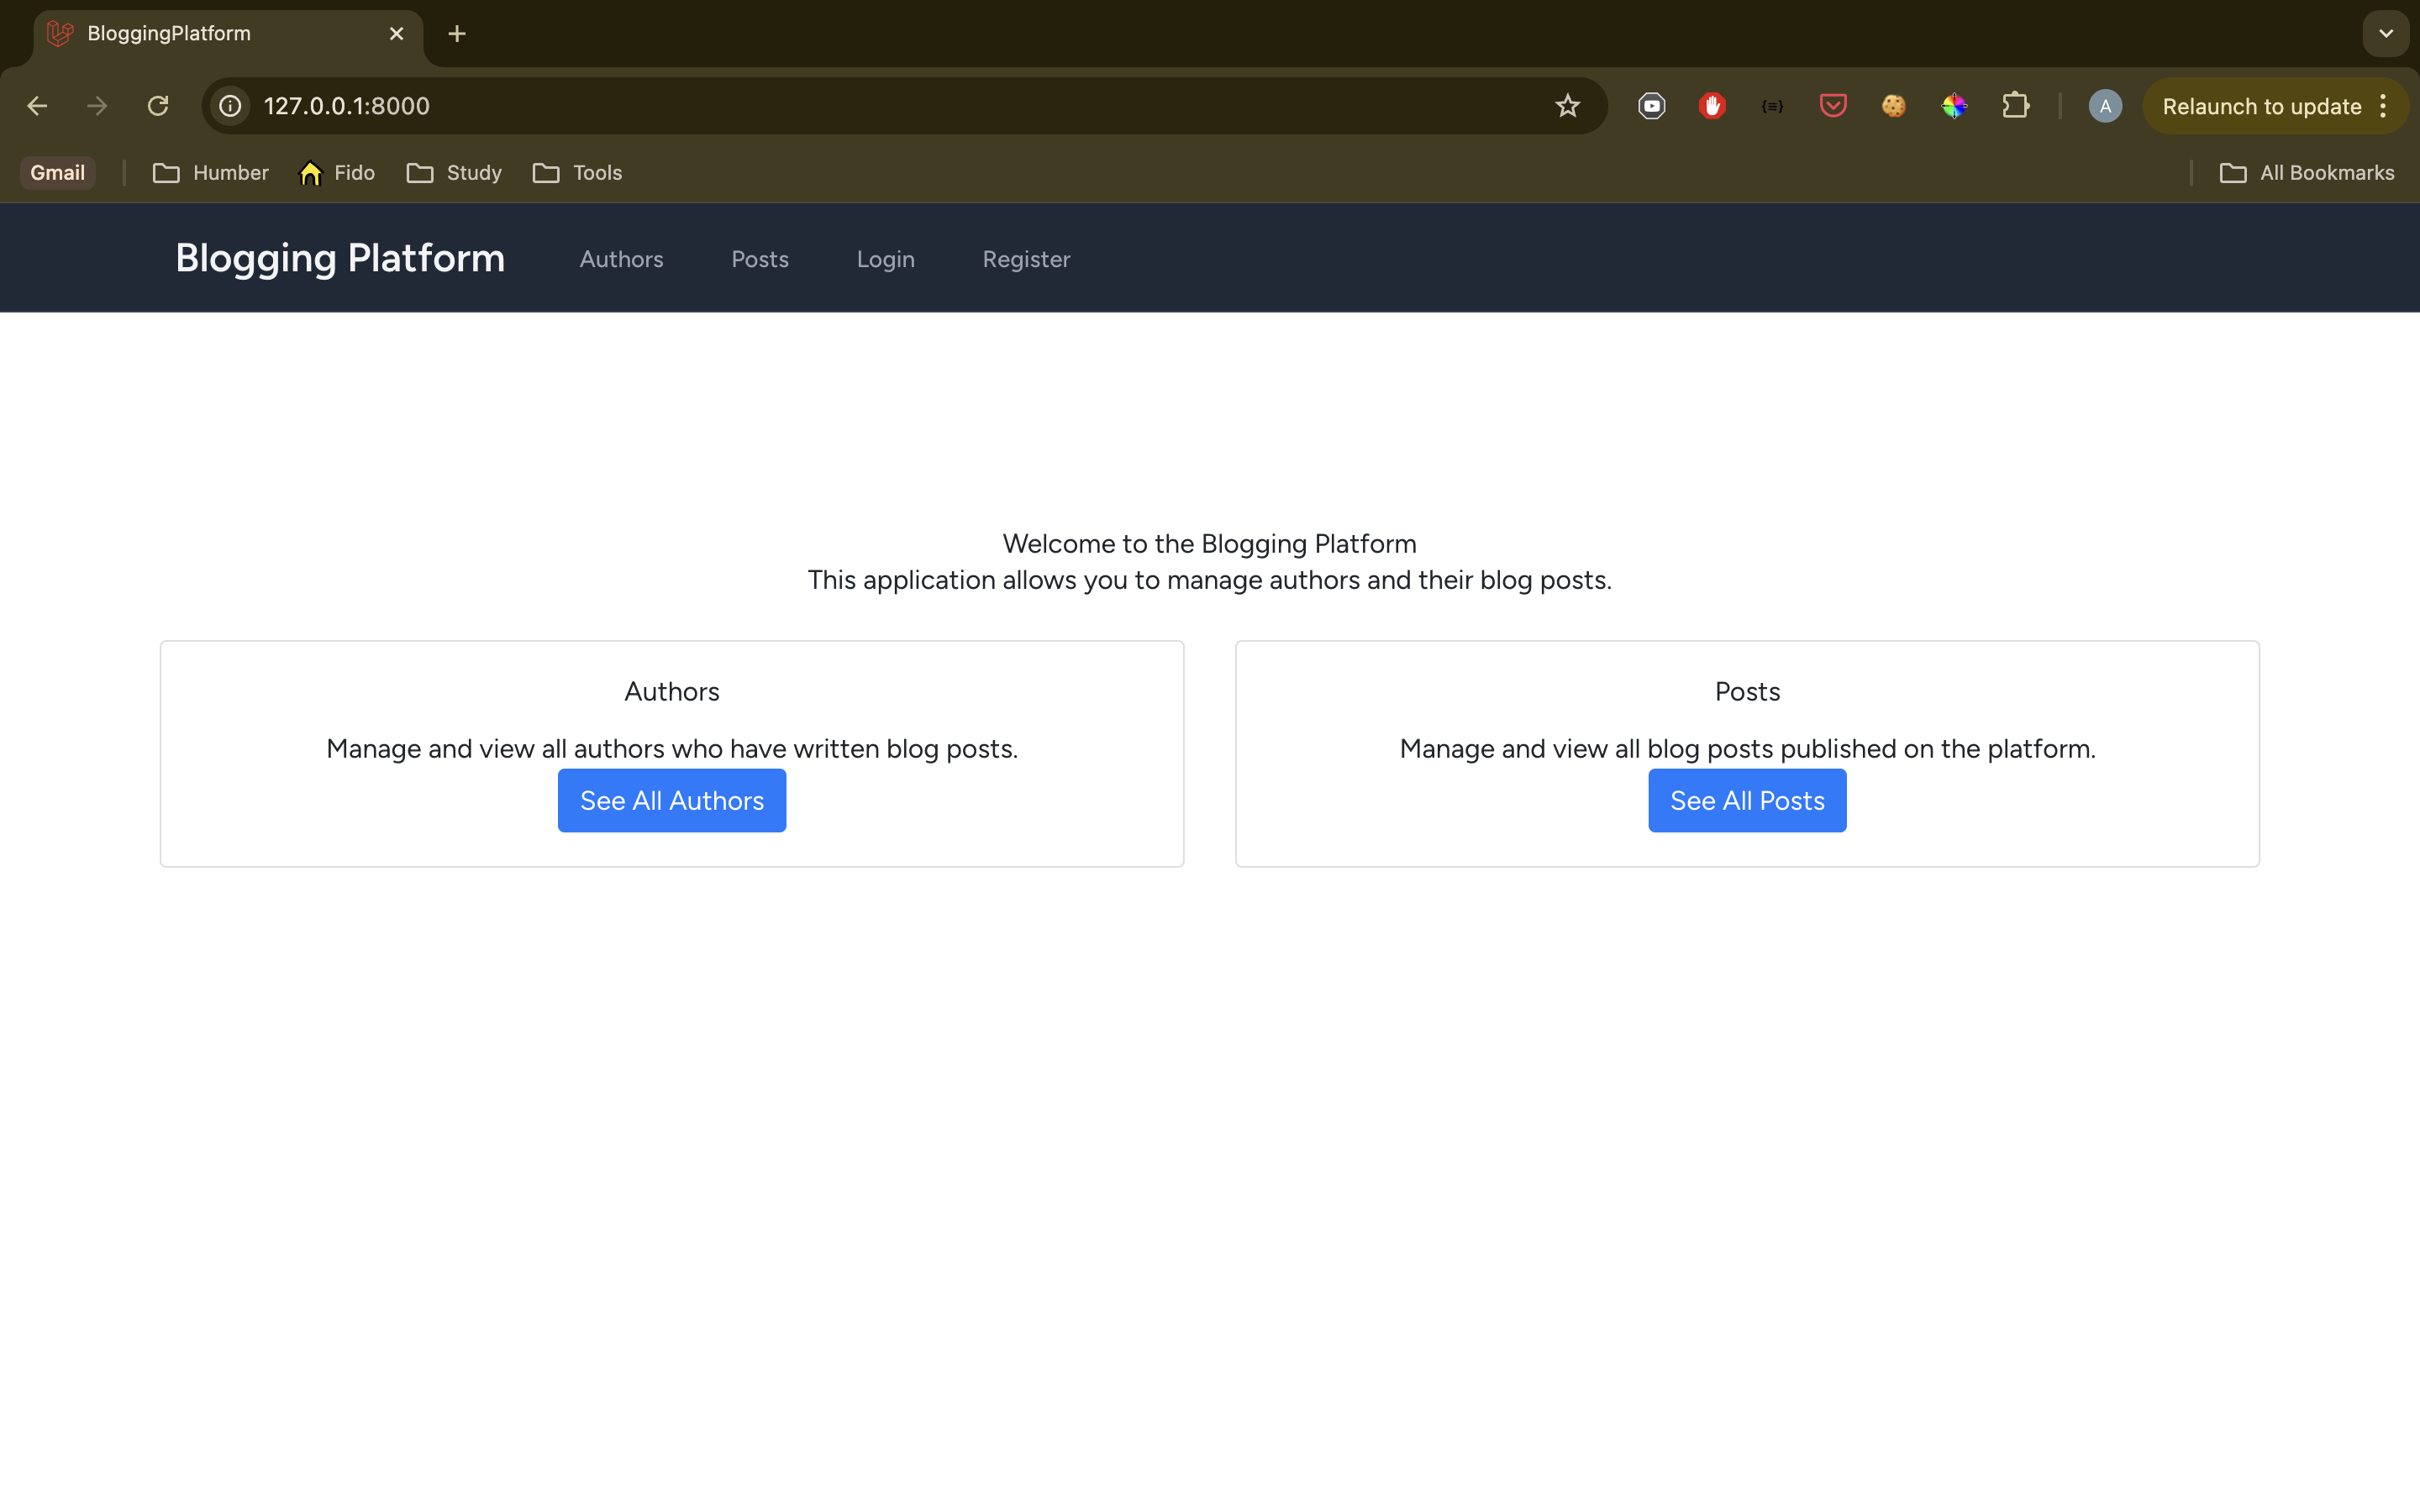 BloggingPlatform
127.0.0.1:8000
A
Relaunch to update
Gmail
Humber
Fido
Study
Tools
All Bookmarks
Blogging Platform
Authors
Posts
Login
Register
Welcome to the Blogging Platform
This application allows you to manage authors and their blog posts.
Authors
Manage and view all authors who have written blog posts.
See All Authors
Posts
Manage and view all blog posts published on the platform.
See All Posts